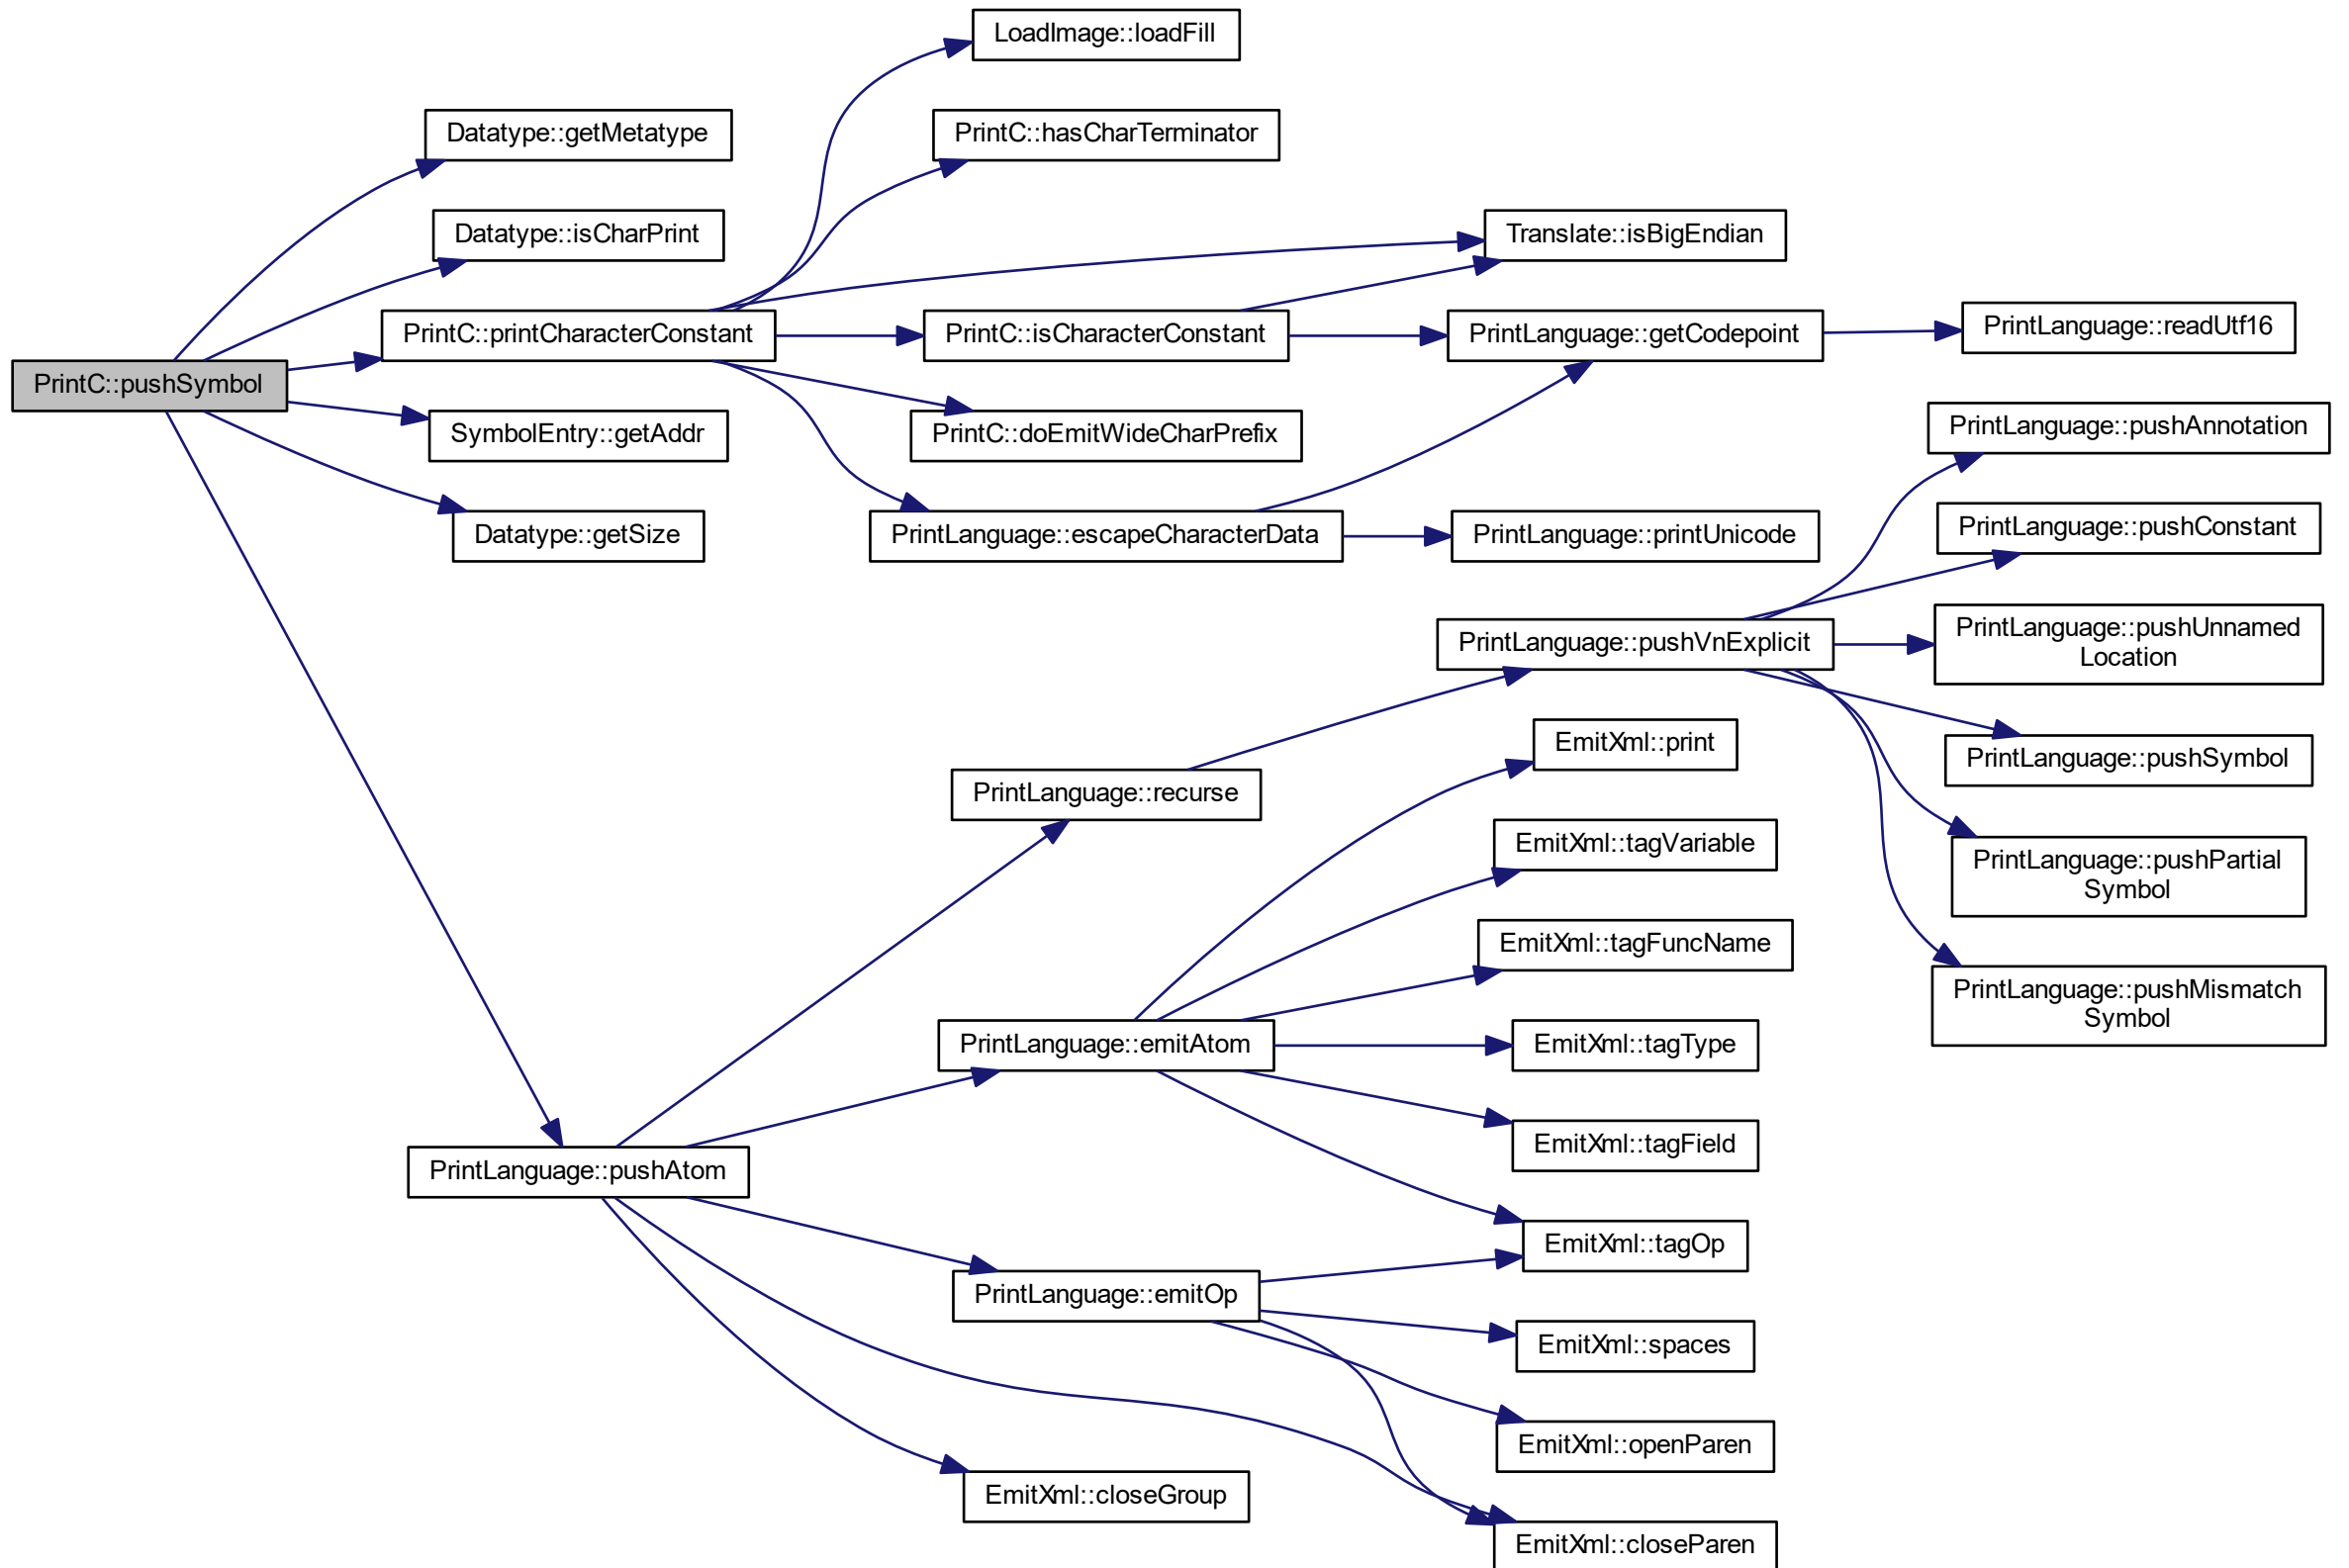 LoadImage::loadFill
Datatype::getMetatype
PrintC::hasCharTerminator
Datatype::isCharPrint
Translate::isBigEndian
PrintC::printCharacterConstant
PrintC::isCharacterConstant
PrintLanguage::getCodepoint
PrintLanguage::readUtf16
PrintC::pushSymbol
SymbolEntry::getAddr
PrintC::doEmitWideCharPrefix
PrintLanguage::pushAnnotation
Datatype::getSize
PrintLanguage::escapeCharacterData
PrintLanguage::printUnicode
PrintLanguage::pushConstant
PrintLanguage::pushVnExplicit
PrintLanguage::pushUnnamed
Location
EmitXml::print
PrintLanguage::pushSymbol
PrintLanguage::recurse
EmitXml::tagVariable
PrintLanguage::pushPartial
Symbol
EmitXml::tagFuncName
PrintLanguage::pushMismatch
Symbol
PrintLanguage::emitAtom
EmitXml::tagType
EmitXml::tagField
PrintLanguage::pushAtom
EmitXml::tagOp
PrintLanguage::emitOp
EmitXml::spaces
EmitXml::openParen
EmitXml::closeGroup
EmitXml::closeParen